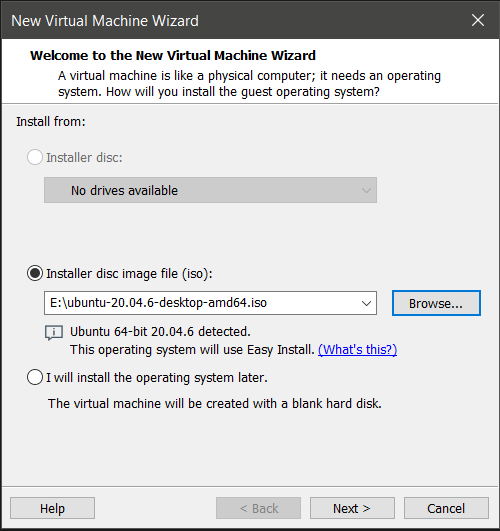 New Virtual Machine Wizard
Welcome to the New Virtual Machine Wizard
A virtual machine is like a physical computer; it needs an operating
system. How will you install the guest operating system?
Install from:
Installer disc:
No drives available
Installer disc image file (iso):
E:\ubuntu-20.04.6-desktop-amd64.iso
Browse...
Ubuntu 64-bit 20.04.6 detected.
This operating system will use Easy Install. (What's this?)
I will install the operating system later.
The virtual machine will be created with a blank hard disk.
Help
< Back
Next >
Cancel